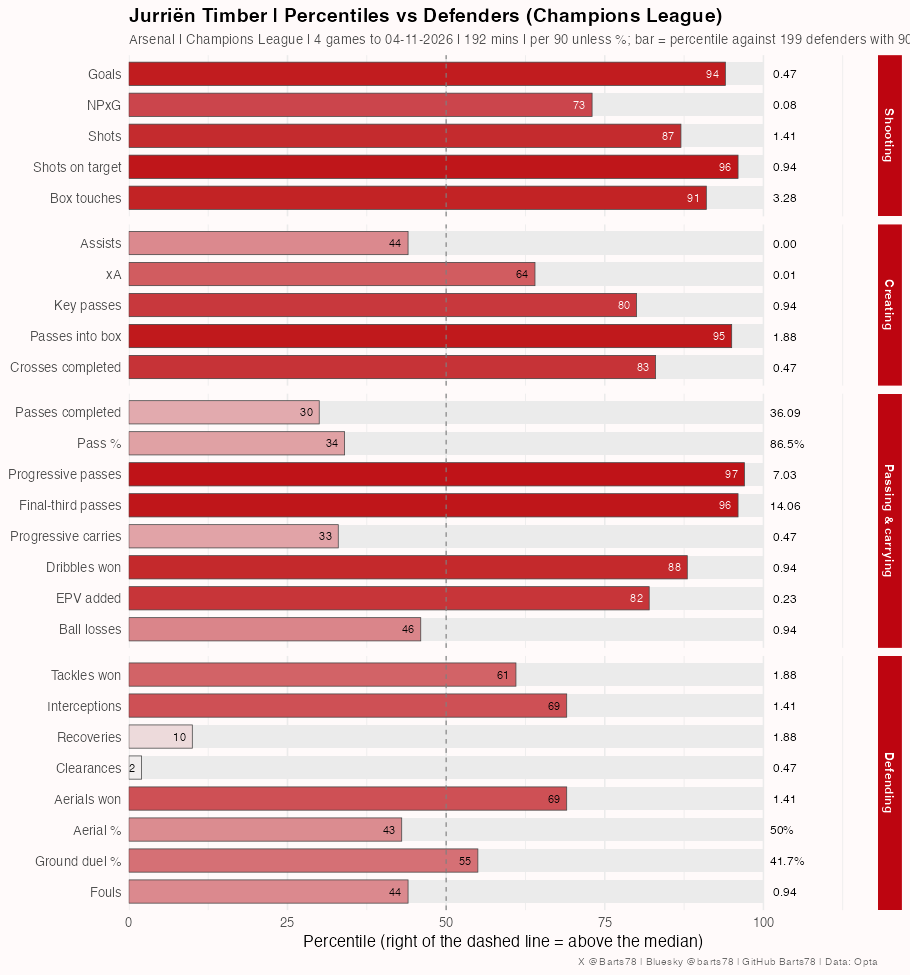 Jurriën Timber | Percentiles vs Defenders (Champions League)
Arsenal | Champions League | 4 games to 04-11-2026 | 192 mins | per 90 unless %; bar = percentile against 199 defenders with 90
Shooting
Goals 94 0.47
NPxG 73 0.08
Shots 87 1.41
Shots on target 96 0.94
Box touches 91 3.28
Creating
Assists 44 0.00
xA 64 0.01
Key passes 80 0.94
Passes into box 95 1.88
Crosses completed 83 0.47
Passing & carrying
Passes completed 30 36.09
Pass % 34 86.5%
Progressive passes 97 7.03
Final-third passes 96 14.06
Progressive carries 33 0.47
Dribbles won 88 0.94
EPV added 82 0.23
Ball losses 46 0.94
Defending
Tackles won 61 1.88
Interceptions 69 1.41
Recoveries 10 1.88
Clearances 2 0.47
Aerials won 69 1.41
Aerial % 43 50%
Ground duel % 55 41.7%
Fouls 44 0.94
0 25 50 75 100
Percentile (right of the dashed line = above the median)
X @Barts78 | Bluesky @barts78 | GitHub Barts78 | Data: Opta